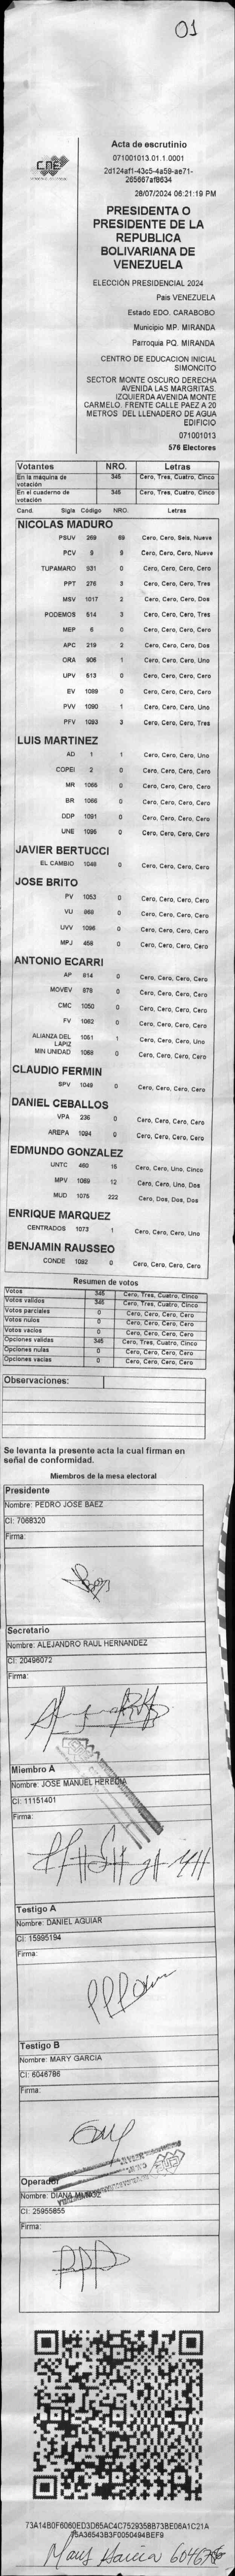 01
CNE
Acta de escrutinio
071001013.01.1.0001
2d124af1-43c5-4a59-ae71-
265667af8634
28/07/2024 06:21:19 PM
PRESIDENTA O
PRESIDENTE DE LA
REPUBLICA
BOLIVARIANA DE
VENEZUELA
ELECCIÓN PRESIDENCIAL 2024
Pais VENEZUELA
Estado EDO. CARABOBO
Municipio MP. MIRANDA
Parroquia PQ. MIRANDA
CENTRO DE EDUCACION INICIAL
SIMONCITO
SECTOR MONTE OSCURO DERECHA
AVENIDA LAS MARGRITAS.
IZQUIERDA AVENIDA MONTE
CARMELO. FRENTE CALLE PAEZ A 20
METROS DEL LLENADERO DE AGUA
EDIFICIO
071001013
576 Electores
Votantes NRO. Letras
En la máquina de votación 345 Cero, Tres, Cuatro, Cinco
En el cuaderno de votación 345 Cero, Tres, Cuatro, Cinco
Cand. Sigla Código NRO. Letras
NICOLAS MADURO
PSUV 269 69 Cero, Cero, Seis, Nueve
PCV 9 9 Cero, Cero, Cero, Nueve
TUPAMARO 931 0 Cero, Cero, Cero, Cero
PPT 276 3 Cero, Cero, Cero, Tres
MSV 1017 2 Cero, Cero, Cero, Dos
PODEMOS 514 3 Cero, Cero, Cero, Tres
MEP 6 0 Cero, Cero, Cero, Cero
APC 219 2 Cero, Cero, Cero, Dos
ORA 906 1 Cero, Cero, Cero, Uno
UPV 513 0 Cero, Cero, Cero, Cero
EV 1089 0 Cero, Cero, Cero, Cero
PVV 1090 1 Cero, Cero, Cero, Uno
PFV 1093 3 Cero, Cero, Cero, Tres
LUIS MARTINEZ
AD 1 1 Cero, Cero, Cero, Uno
COPEI 2 0 Cero, Cero, Cero, Cero
MR 1066 0 Cero, Cero, Cero, Cero
BR 1086 0 Cero, Cero, Cero, Cero
DDP 1091 0 Cero, Cero, Cero, Cero
UNE 1095 0 Cero, Cero, Cero, Cero
JAVIER BERTUCCI
EL CAMBIO 1048 0 Cero, Cero, Cero, Cero
JOSE BRITO
PV 1053 0 Cero, Cero, Cero, Cero
VU 868 0 Cero, Cero, Cero, Cero
UVV 1096 0 Cero, Cero, Cero, Cero
MPJ 458 0 Cero, Cero, Cero, Cero
ANTONIO ECARRI
AP 814 0 Cero, Cero, Cero, Cero
MOVEV 878 0 Cero, Cero, Cero, Cero
CMC 1050 0 Cero, Cero, Cero, Cero
FV 1082 0 Cero, Cero, Cero, Cero
ALIANZA DEL LAPIZ 1051 1 Cero, Cero, Cero, Uno
MIN UNIDAD 1068 0 Cero, Cero, Cero, Cero
CLAUDIO FERMIN
SPV 1049 0 Cero, Cero, Cero, Cero
DANIEL CEBALLOS
VPA 236 0 Cero, Cero, Cero, Cero
AREPA 1094 0 Cero, Cero, Cero, Cero
EDMUNDO GONZALEZ
UNTC 460 15 Cero, Cero, Uno, Cinco
MPV 1069 12 Cero, Cero, Uno, Dos
MUD 1075 222 Cero, Dos, Dos, Dos
ENRIQUE MARQUEZ
CENTRADOS 1073 1 Cero, Cero, Cero, Uno
BENJAMIN RAUSSEO
CONDE 1092 0 Cero, Cero, Cero, Cero
Resumen de votos
Votos 345 Cero, Tres, Cuatro, Cinco
Votos validos 345 Cero, Tres, Cuatro, Cinco
Votos parciales 0 Cero, Cero, Cero, Cero
Votos nulos 0 Cero, Cero, Cero, Cero
Votos vacios 0 Cero, Cero, Cero, Cero
Opciones validas 345 Cero, Tres, Cuatro, Cinco
Opciones nulas 0 Cero, Cero, Cero, Cero
Opciones vacias 0 Cero, Cero, Cero, Cero
Observaciones:
Se levanta la presente acta la cual firman en
señal de conformidad.
Miembros de la mesa electoral
Presidente
Nombre: PEDRO JOSE BAEZ
CI: 7068320
Firma:
Secretario
Nombre: ALEJANDRO RAUL HERNANDEZ
CI: 20496072
Firma:
Miembro A
Nombre: JOSE MANUEL HEREDIA
CI: 11151401
Firma:
Testigo A
Nombre: DANIEL AGUIAR
CI: 15995194
Firma:
Testigo B
Nombre: MARY GARCIA
CI: 6046786
Firma:
Operador
Nombre: DIANA MUÑOZ
CI: 25955655
Firma:
73A14B0F6060ED3D65AC4C7529358B73BE06A1C21A
45A36543B3F0050494BEF9
Mary Garcia 6046786